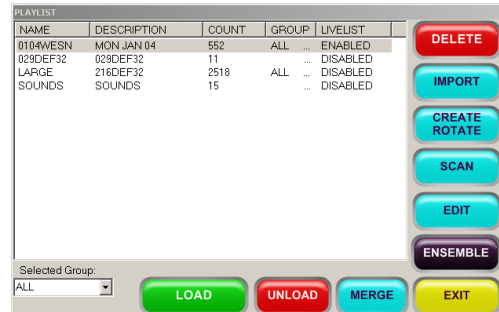 PLAYLIST
NAME DESCRIPTION COUNT GROUP LIVELIST
0104WESN MON JAN 04 552 ALL ... ENABLED
029DEF32 029DEF32 11 ... DISABLED
LARGE 216DEF32 2518 ALL ... DISABLED
SOUNDS SOUNDS 15 ... DISABLED
DELETE
IMPORT
CREATE
ROTATE
SCAN
EDIT
ENSEMBLE
Selected Group:
ALL
LOAD UNLOAD MERGE EXIT